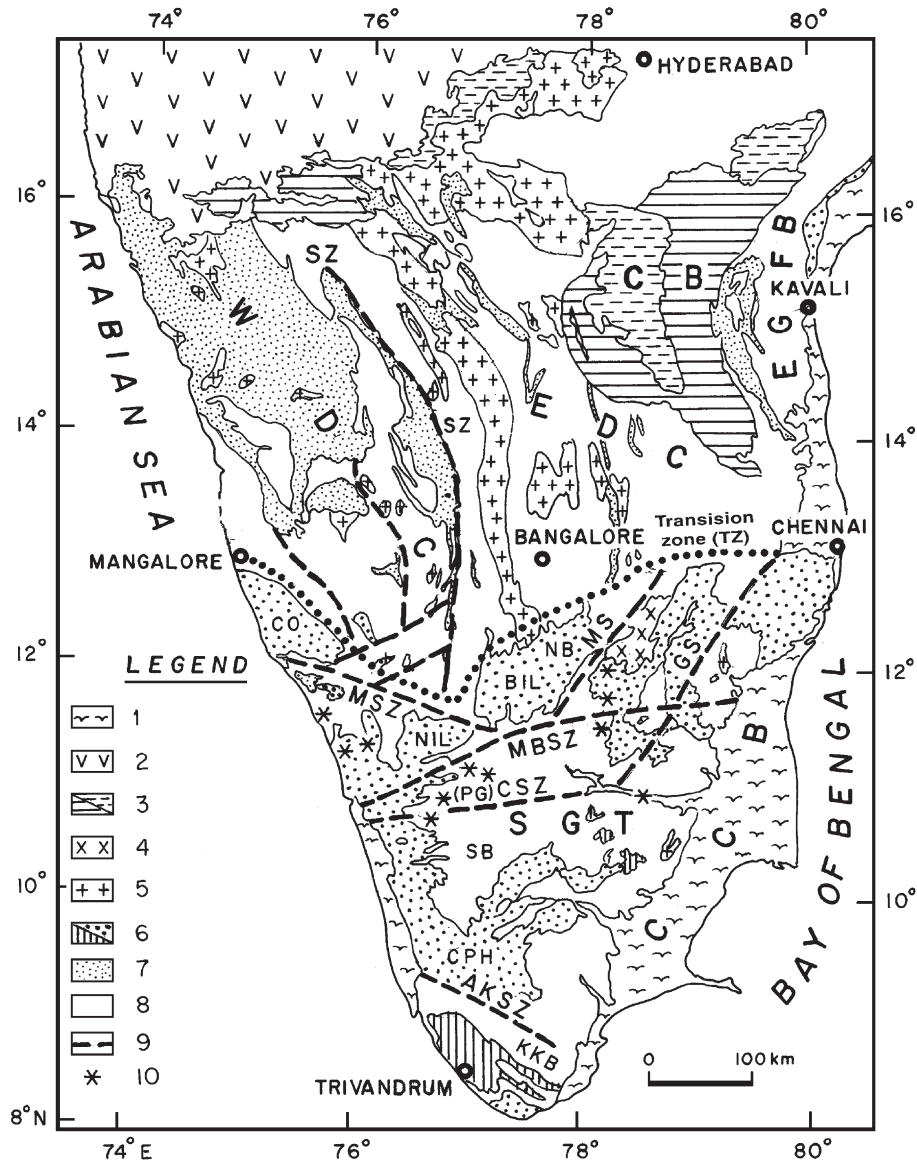 74° 76° 78° 80°
HYDERABAD
16° 16°
ARABIAN SEA
SZ
W
D
C
SZ
E
D
C
C B
EGFB
KAVALI
14° 14°
BANGALORE
Transision
zone (TZ)
CHENNAI
MANGALORE
CO
12° 12°
LEGEND
NB
BIL
MS
GS
MSZ
NIL
MBSZ
(PG) CSZ
S G T
SB
B
C
C
BAY OF BENGAL
1
2
3
4
5
6
7
8
9
10
10° 10°
CPH
AKSZ
KKB
TRIVANDRUM
0 100 km
8°N
74°E 76° 78° 80°